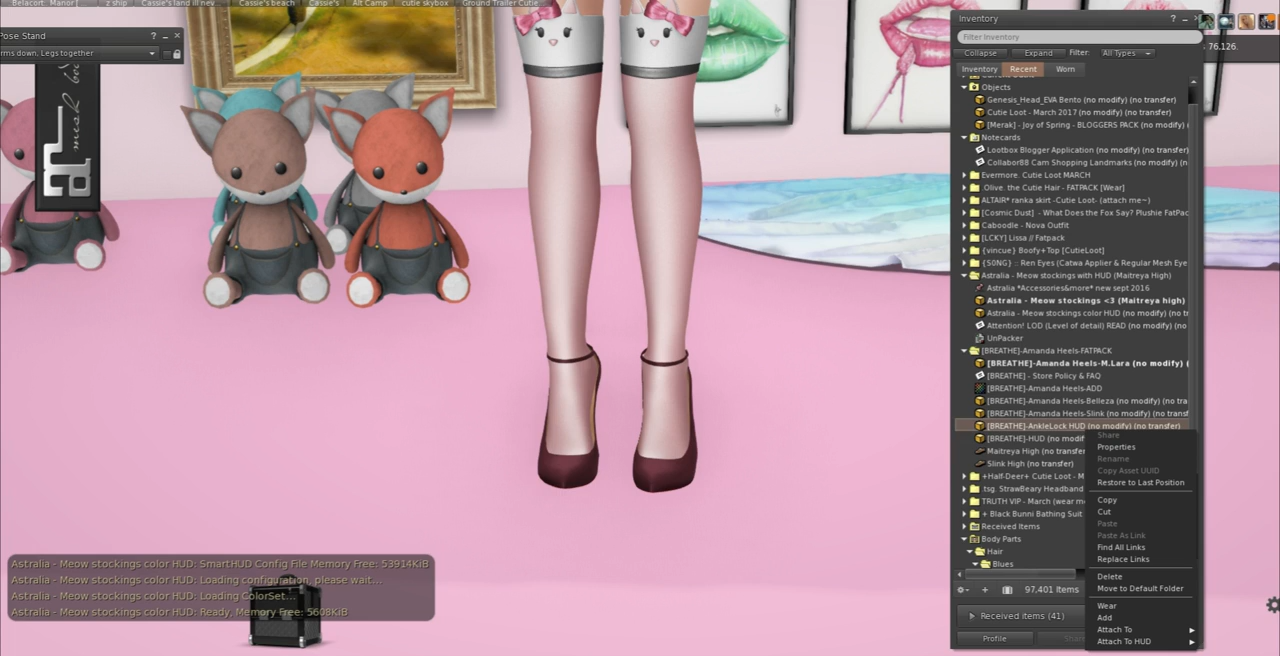 Belacort_Manor [...
z ship
Cassie's land ill nev...
Cassie's beach
Cassie's
Alt Camp
cutie skybox
Ground Trailer Cutie...
Pose Stand
? _ ×
rms down, Legs together
mesh
Inventory
? _ ×
Filter Inventory
76,126.
Collapse
Expand
Filter:
All Types
Inventory
Recent
Worn
Objects
Genesis_Head_EVA Bento (no modify) (no transfer)
Cutie Loot - March 2017 (no modify) (no transfer)
[Merak] - Joy of Spring - BLOGGERS PACK (no modify) (
Notecards
Lootbox Blogger Application (no modify) (no transfer)
Collabor88 Cam Shopping Landmarks (no modify) (n
Evermore. Cutie Loot MARCH
.Olive. the Cutie Hair - FATPACK [Wear]
ALTAIR* ranka skirt -Cutie Loot- (attach me~)
[Cosmic Dust] - What Does the Fox Say? Plushie FatPac
Caboodle - Nova Outfit
[LCKY] Lissa // Fatpack
{vincue} Boofy+Top [CutieLoot]
{S0NG} :: Ren Eyes (Catwa Applier & Regular Mesh Eye
Astralia - Meow stockings with HUD (Maitreya High)
Astralia *Accessories&more* new sept 2016
Astralia - Meow stockings <3 (Maitreya high)
Astralia - Meow stockings color HUD (no modify) (no tr
Attention! LOD (Level of detail) READ (no modify) (no
UnPacker
[BREATHE]-Amanda Heels-FATPACK
[BREATHE]-Amanda Heels-M.Lara (no modify) (
[BREATHE] - Store Policy & FAQ
[BREATHE]-Amanda Heels-ADD
[BREATHE]-Amanda Heels-Belleza (no modify) (no tra
[BREATHE]-Amanda Heels-Slink (no modify) (no transf
[BREATHE]-AnkleLock HUD (no modify) (no transfer)
[BREATHE]-HUD (no modif
Maitreya High (no transfer
Slink High (no transfer)
+Half-Deer+ Cutie Loot - M
.tsg. StrawBeary Headband
TRUTH VIP - March (wear m
+ Black Bunni Bathing Suit
Received Items
Body Parts
Hair
Blues
97,401 Items
Received items (41)
Profile
Share
Share
Properties
Rename
Copy Asset UUID
Restore to Last Position
Copy
Cut
Paste
Paste As Link
Find All Links
Replace Links
Delete
Move to Default Folder
Wear
Add
Attach To
Attach To HUD
Astralia - Meow stockings color HUD: SmartHUD Config File Memory Free: 53914KiB
Astralia - Meow stockings color HUD: Loading configuration, please wait...
Astralia - Meow stockings color HUD: Loading ColorSet...
Astralia - Meow stockings color HUD: Ready, Memory Free: 5608KiB